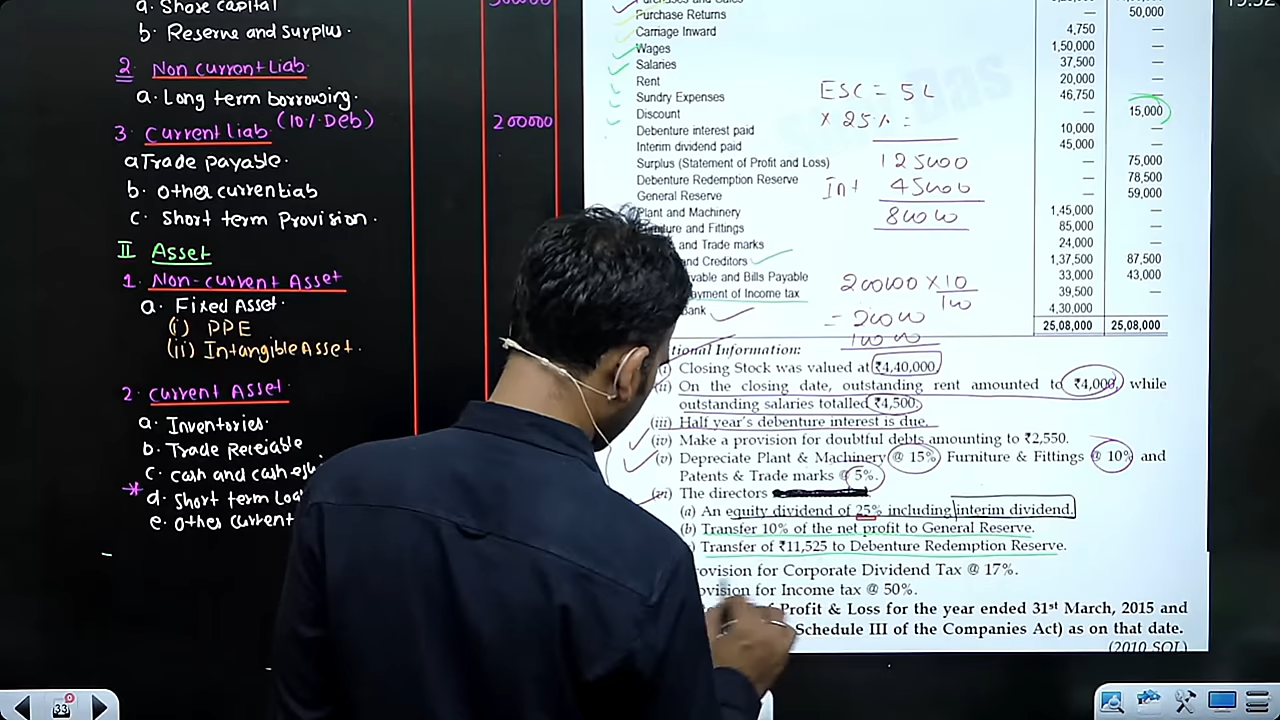 a. Shose capital
b. Reserve and Surplus.
2 Non current Liab
a. Long term borrowing.
3. Current Liab (10% Deb)
a Trade payable.
b. other current iab
c. Short term Provision.
II Asset
1. Non-current Asset
a. Fixed Asset.
(i) PPE
(ii) Intangible Asset.
2. current Asset
a. Inventories.
b. Trade Receiable
c. cash and cash
d. Short term
e. other current
200000
Purchase Returns — 50,000
Carriage Inward 4,750 —
Wages 1,50,000 —
Salaries 37,500 —
Rent 20,000 —
Sundry Expenses 46,750 —
Discount — 15,000
Debenture interest paid 10,000 —
Interim dividend paid 45,000 —
Surplus (Statement of Profit and Loss) — 75,000
Debenture Redemption Reserve — 78,500
General Reserve — 59,000
Plant and Machinery 1,45,000 —
and Fittings 85,000 —
and Trade marks 24,000 —
and Creditors 1,37,500 87,500
and Bills Payable 33,000 43,000
of Income tax 39,500 —
Bank 4,30,000
25,08,000 25,08,000
ESC = 5 L
× 25% =
125000
Int 45000
80000
200000 × 10
100
= 20000
10000
Information:
(i) Closing Stock was valued at ₹4,40,000
(ii) On the closing date, outstanding rent amounted to ₹4,000, while
outstanding salaries totalled ₹4,500.
(iii) Half year's debenture interest is due.
(iv) Make a provision for doubtful debts amounting to ₹2,550.
(v) Depreciate Plant & Machinery @ 15% Furniture & Fittings @ 10% and
Patents & Trade marks @ 5%.
(vi) The directors
(a) An equity dividend of 25% including interim dividend.
(b) Transfer 10% of the net profit to General Reserve.
Transfer of ₹11,525 to Debenture Redemption Reserve.
for Corporate Dividend Tax @ 17%.
for Income tax @ 50%.
Profit & Loss for the year ended 31st March, 2015 and
Schedule III of the Companies Act) as on that date.
(2010 SOL)
33